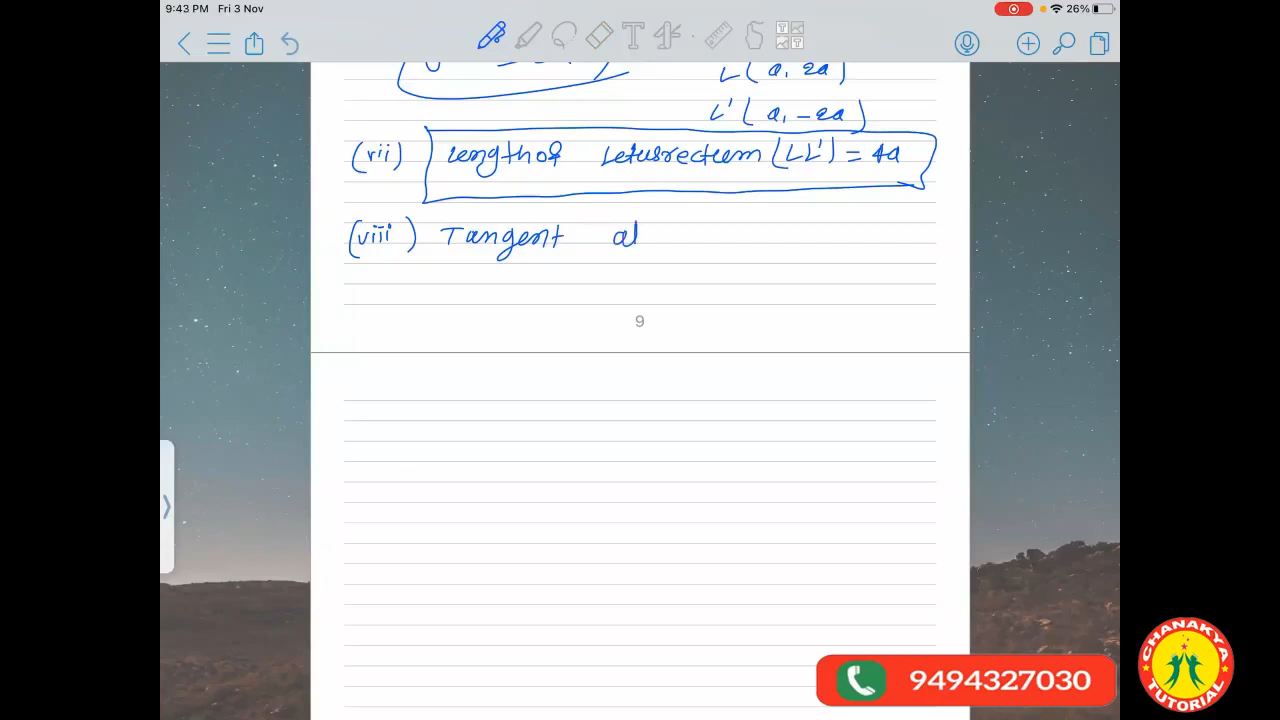 9:43 PM Fri 3 Nov
26%
L(a, 2a)
L'(a, -2a)
(vii) Length of Letusrectum (LL') = 4a
(viii) Tangent at
9
CHANAKYA TUTORIAL
9494327030